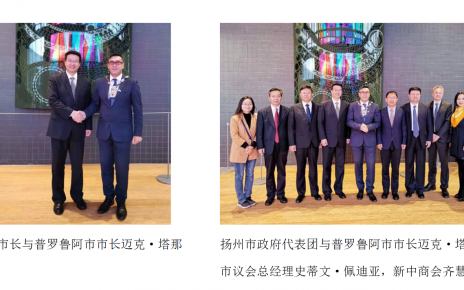 市长与普罗鲁阿市市长迈克·塔那
扬州市政府代表团与普罗鲁阿市市长迈克·塔
市议会总经理史蒂文·佩迪亚，新中商会齐慧